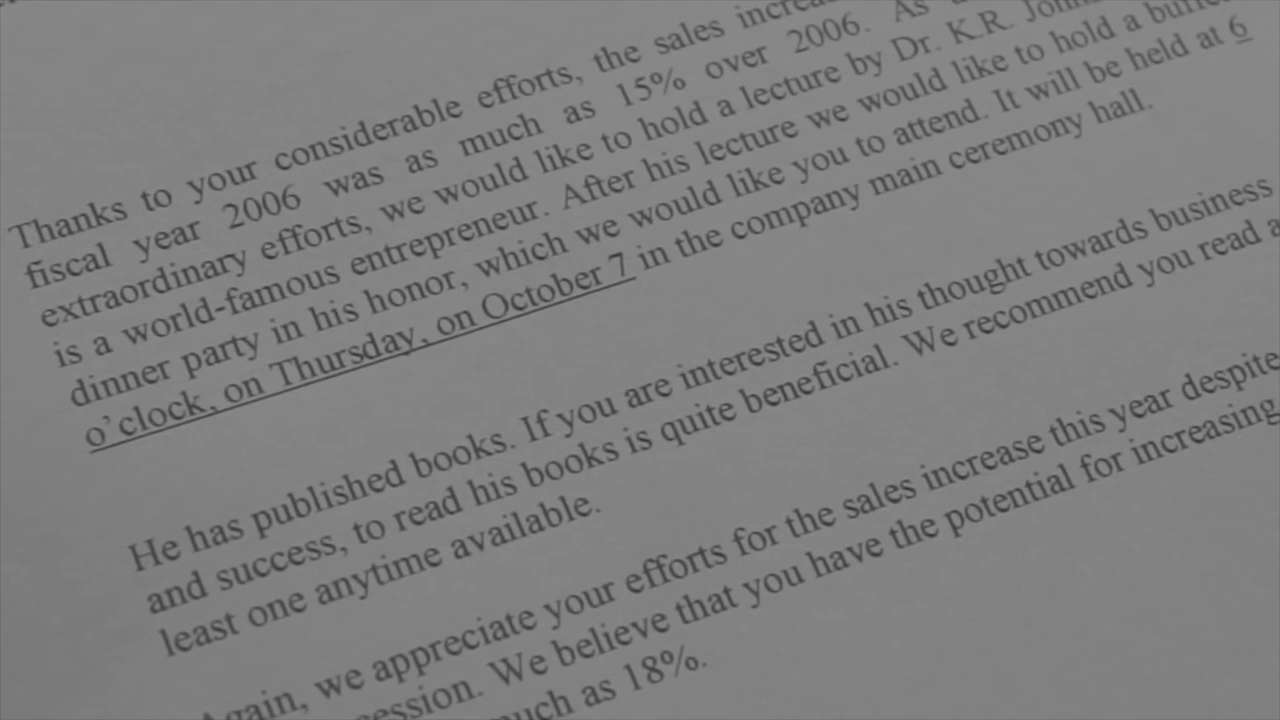 Thanks to your considerable efforts, the sales
fiscal year 2006 was as much as 15% over 2006. As
extraordinary efforts, we would like to hold a lecture by Dr. K.R.
is a world-famous entrepreneur. After his lecture we would like to hold a
dinner party in his honor, which we would like you to attend. It will be held at 6
o'clock, on Thursday, on October 7 in the company main ceremony hall.
He has published books. If you are interested in his thought towards business
and success, to read his books is quite beneficial. We recommend you read
least one anytime available.
we appreciate your efforts for the sales increase this year despite
We believe that you have the potential for increasing
as 18%.